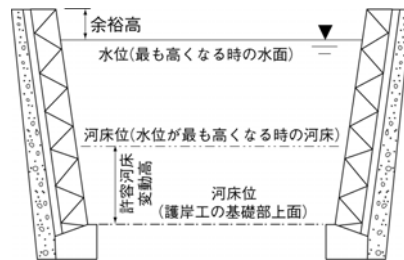 余裕高
水位(最も高くなる時の水面)
河床位(水位が最も高くなる時の河床)
許容河床
変動高
河床位
(護岸工の基礎部上面)